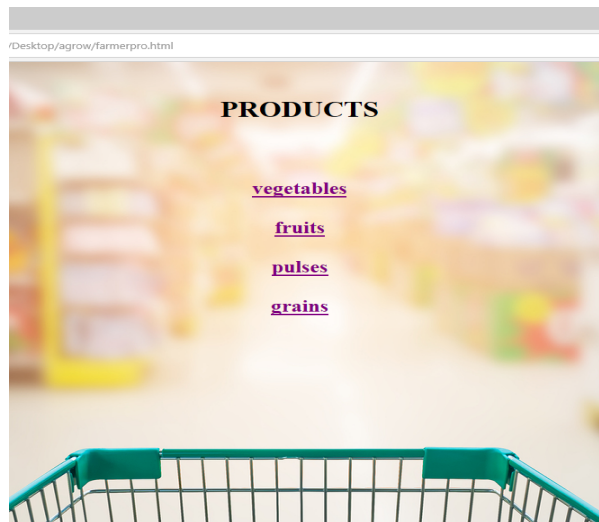 /Desktop/agrow/farmerpro.html
PRODUCTS
vegetables
fruits
pulses
grains